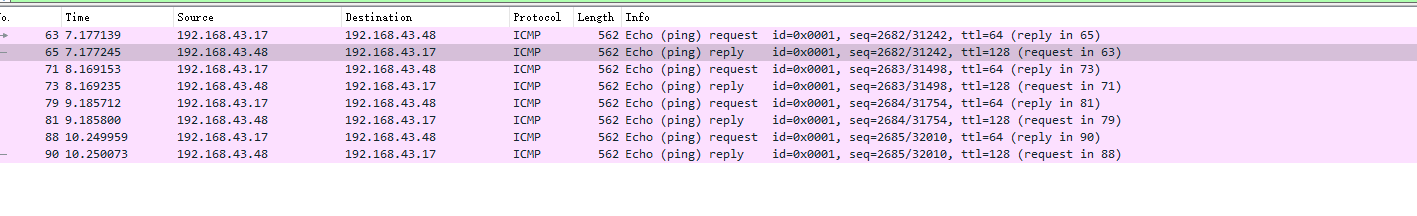 o. Time Source Destination Protocol Length Info
63 7.177139 192.168.43.17 192.168.43.48 ICMP 562 Echo (ping) request id=0x0001, seq=2682/31242, ttl=64 (reply in 65)
65 7.177245 192.168.43.48 192.168.43.17 ICMP 562 Echo (ping) reply id=0x0001, seq=2682/31242, ttl=128 (request in 63)
71 8.169153 192.168.43.17 192.168.43.48 ICMP 562 Echo (ping) request id=0x0001, seq=2683/31498, ttl=64 (reply in 73)
73 8.169235 192.168.43.48 192.168.43.17 ICMP 562 Echo (ping) reply id=0x0001, seq=2683/31498, ttl=128 (request in 71)
79 9.185712 192.168.43.17 192.168.43.48 ICMP 562 Echo (ping) request id=0x0001, seq=2684/31754, ttl=64 (reply in 81)
81 9.185800 192.168.43.48 192.168.43.17 ICMP 562 Echo (ping) reply id=0x0001, seq=2684/31754, ttl=128 (request in 79)
88 10.249959 192.168.43.17 192.168.43.48 ICMP 562 Echo (ping) request id=0x0001, seq=2685/32010, ttl=64 (reply in 90)
90 10.250073 192.168.43.48 192.168.43.17 ICMP 562 Echo (ping) reply id=0x0001, seq=2685/32010, ttl=128 (request in 88)